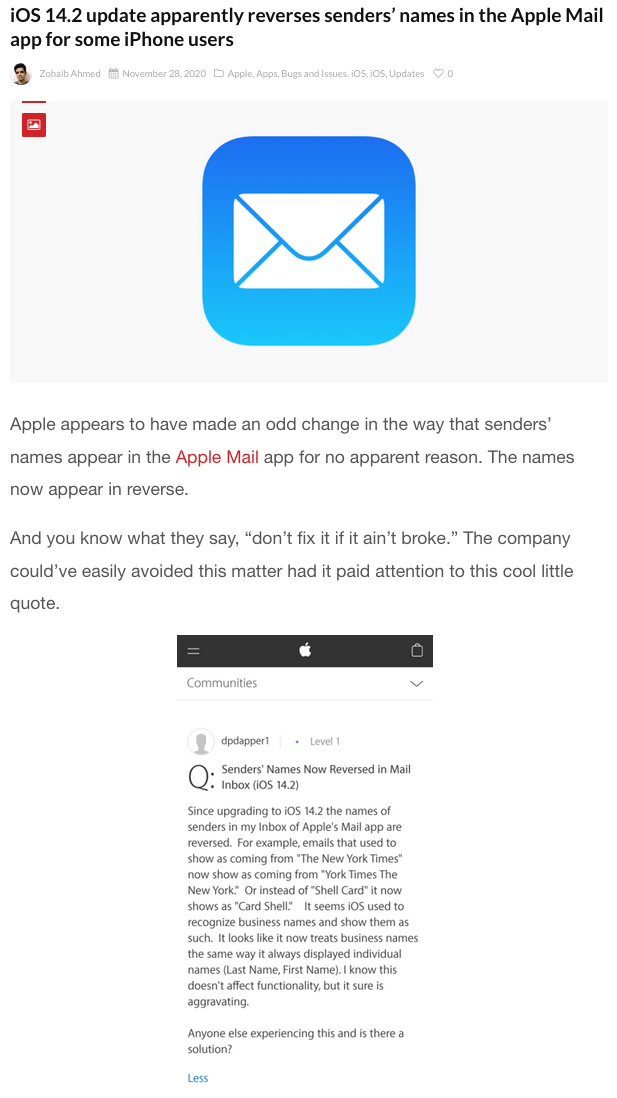 iOS 14.2 update apparently reverses senders’ names in the Apple Mail
app for some iPhone users
Zohaib Ahmed November 28, 2020 Apple, Apps, Bugs and Issues, iOS, iOS, Updates 0
Apple appears to have made an odd change in the way that senders’
names appear in the Apple Mail app for no apparent reason. The names
now appear in reverse.
And you know what they say, “don’t fix it if it ain’t broke.” The company
could’ve easily avoided this matter had it paid attention to this cool little
quote.
Communities
dpdapper1 Level 1
Q: Senders' Names Now Reversed in Mail
Inbox (iOS 14.2)
Since upgrading to iOS 14.2 the names of
senders in my Inbox of Apple's Mail app are
reversed. For example, emails that used to
show as coming from "The New York Times"
now show as coming from "York Times The
New York." Or instead of "Shell Card" it now
shows as "Card Shell." It seems iOS used to
recognize business names and show them as
such. It looks like it now treats business names
the same way it always displayed individual
names (Last Name, First Name). I know this
doesn't affect functionality, but it sure is
aggravating.
Anyone else experiencing this and is there a
solution?
Less